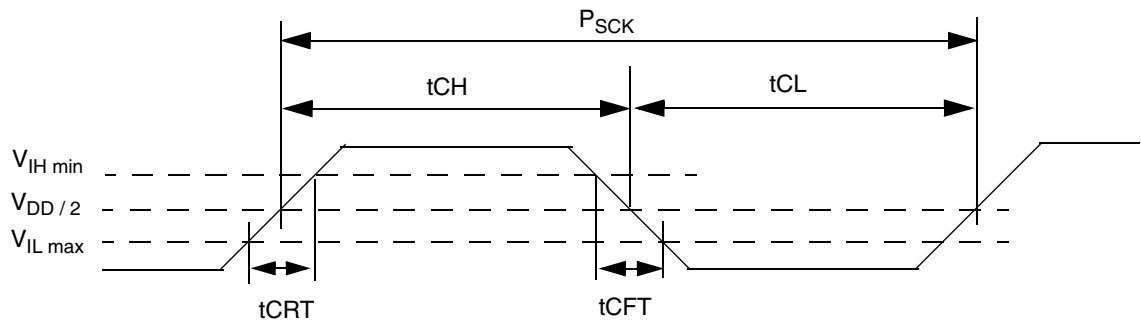 PSCK
tCH
tCL
VIH min
VDD / 2
VIL max
tCRT
tCFT